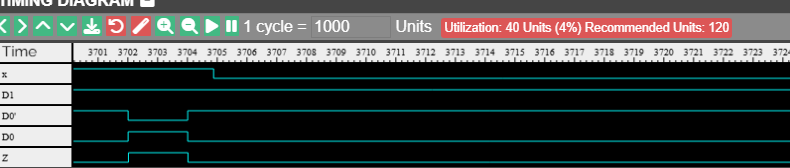 TIMING DIAGRAM
1 cycle = 1000 Units Utilization: 40 Units (4%) Recommended Units: 120
Time 3701 3702 3703 3704 3705 3706 3707 3708 3709 3710 3711 3712 3713 3714 3715 3716 3717 3718 3719 3720 3721 3722 3723 3724
x
D1
D0'
D0
Z